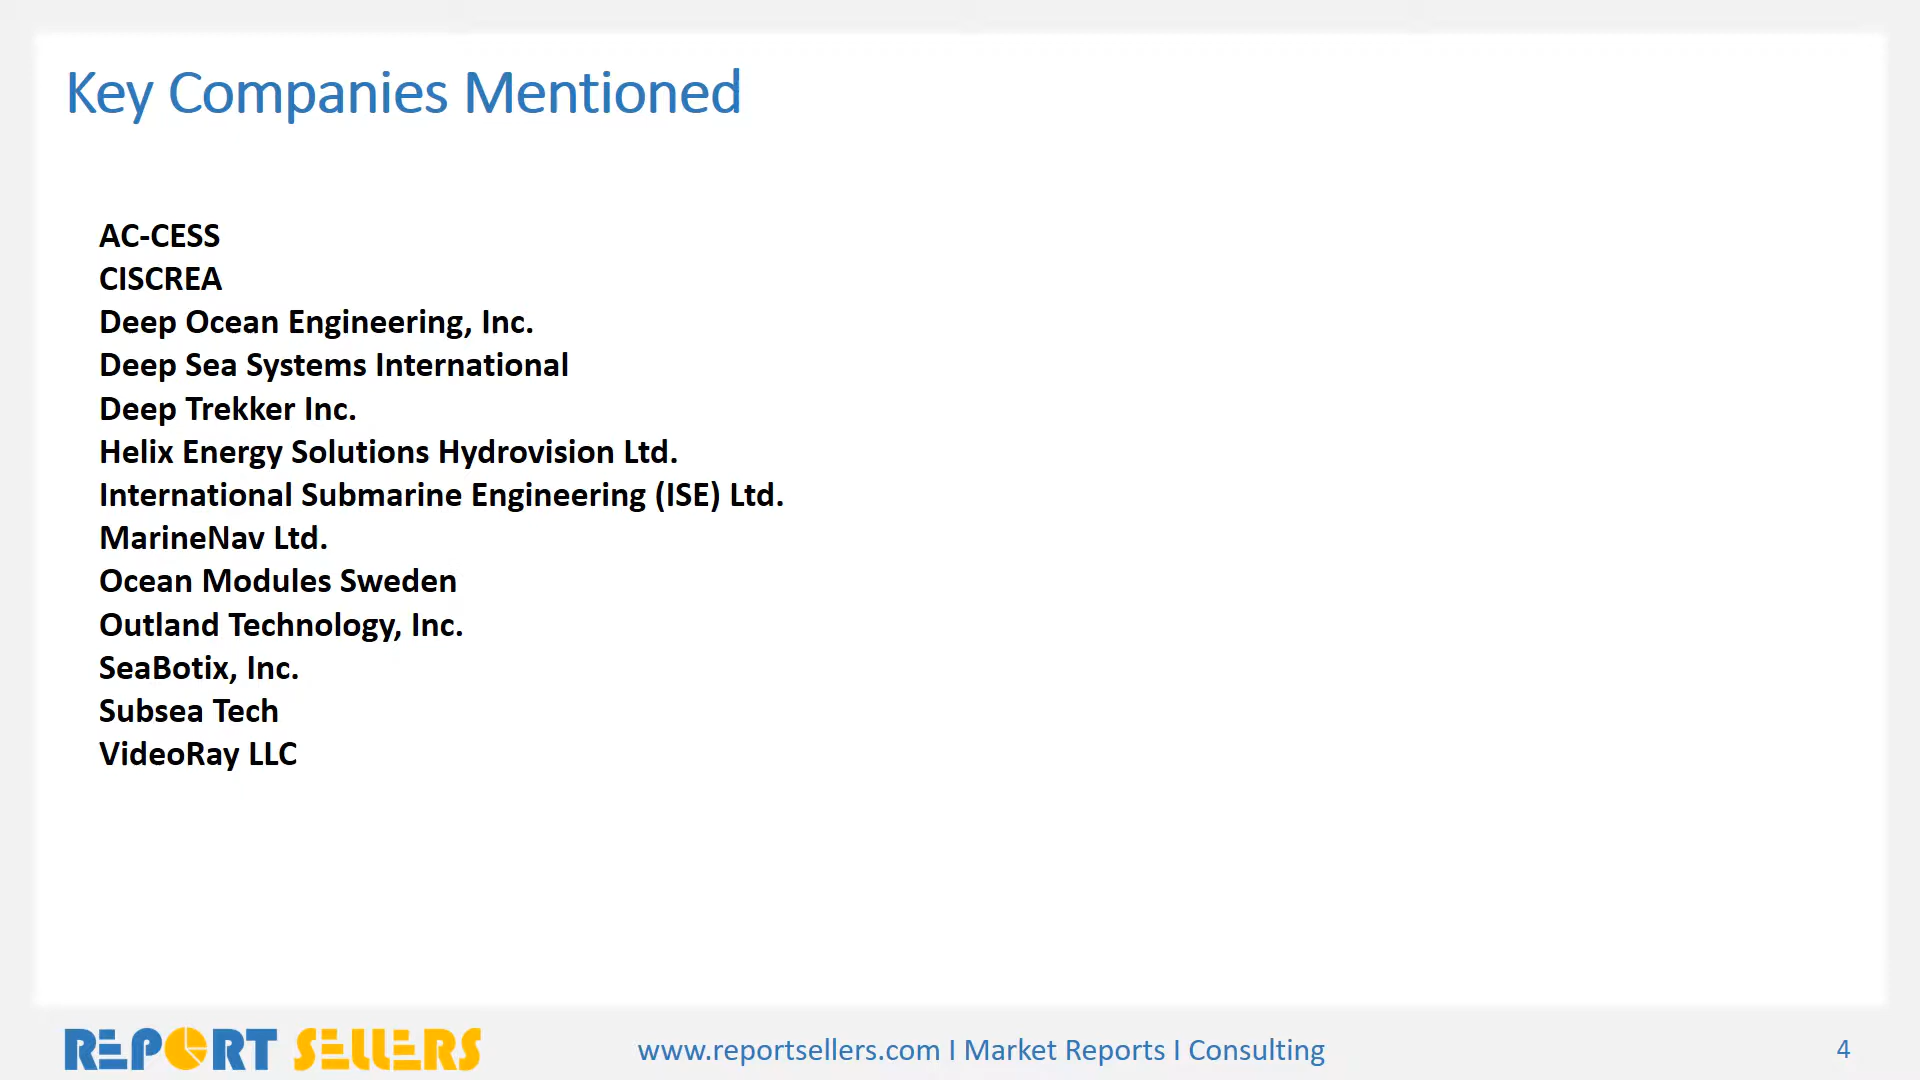 Key Companies Mentioned
AC-CESS
CISCREA
Deep Ocean Engineering, Inc.
Deep Sea Systems International
Deep Trekker Inc.
Helix Energy Solutions Hydrovision Ltd.
International Submarine Engineering (ISE) Ltd.
MarineNav Ltd.
Ocean Modules Sweden
Outland Technology, Inc.
SeaBotix, Inc.
Subsea Tech
VideoRay LLC
REPORT SELLERS
www.reportsellers.com I Market Reports I Consulting
4